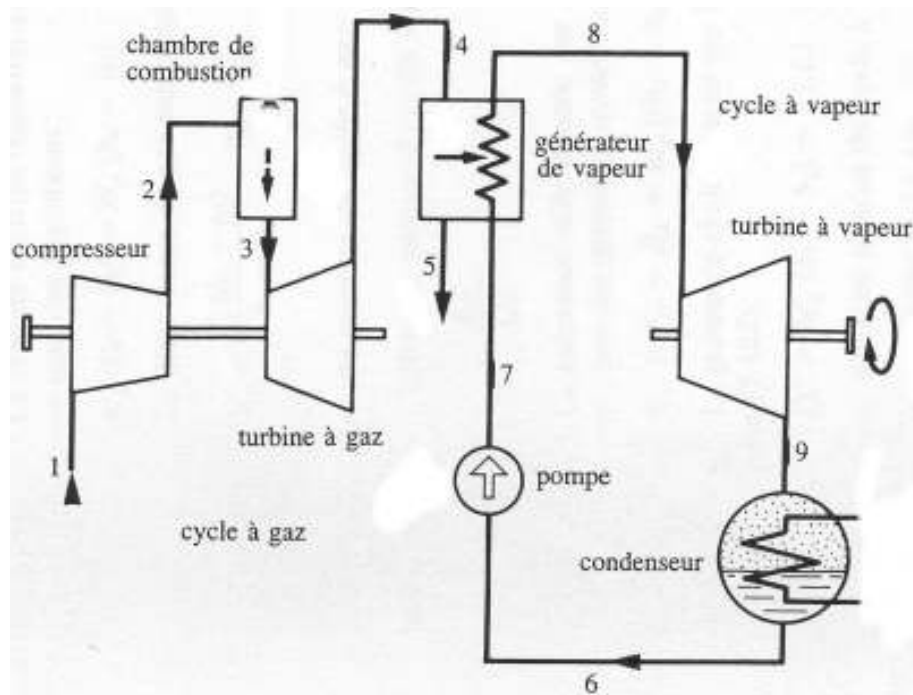 chambre de
combustion
4
8
cycle à vapeur
générateur
de vapeur
2
turbine à vapeur
compresseur
3
5
7
turbine à gaz
9
1
pompe
cycle à gaz
condenseur
6